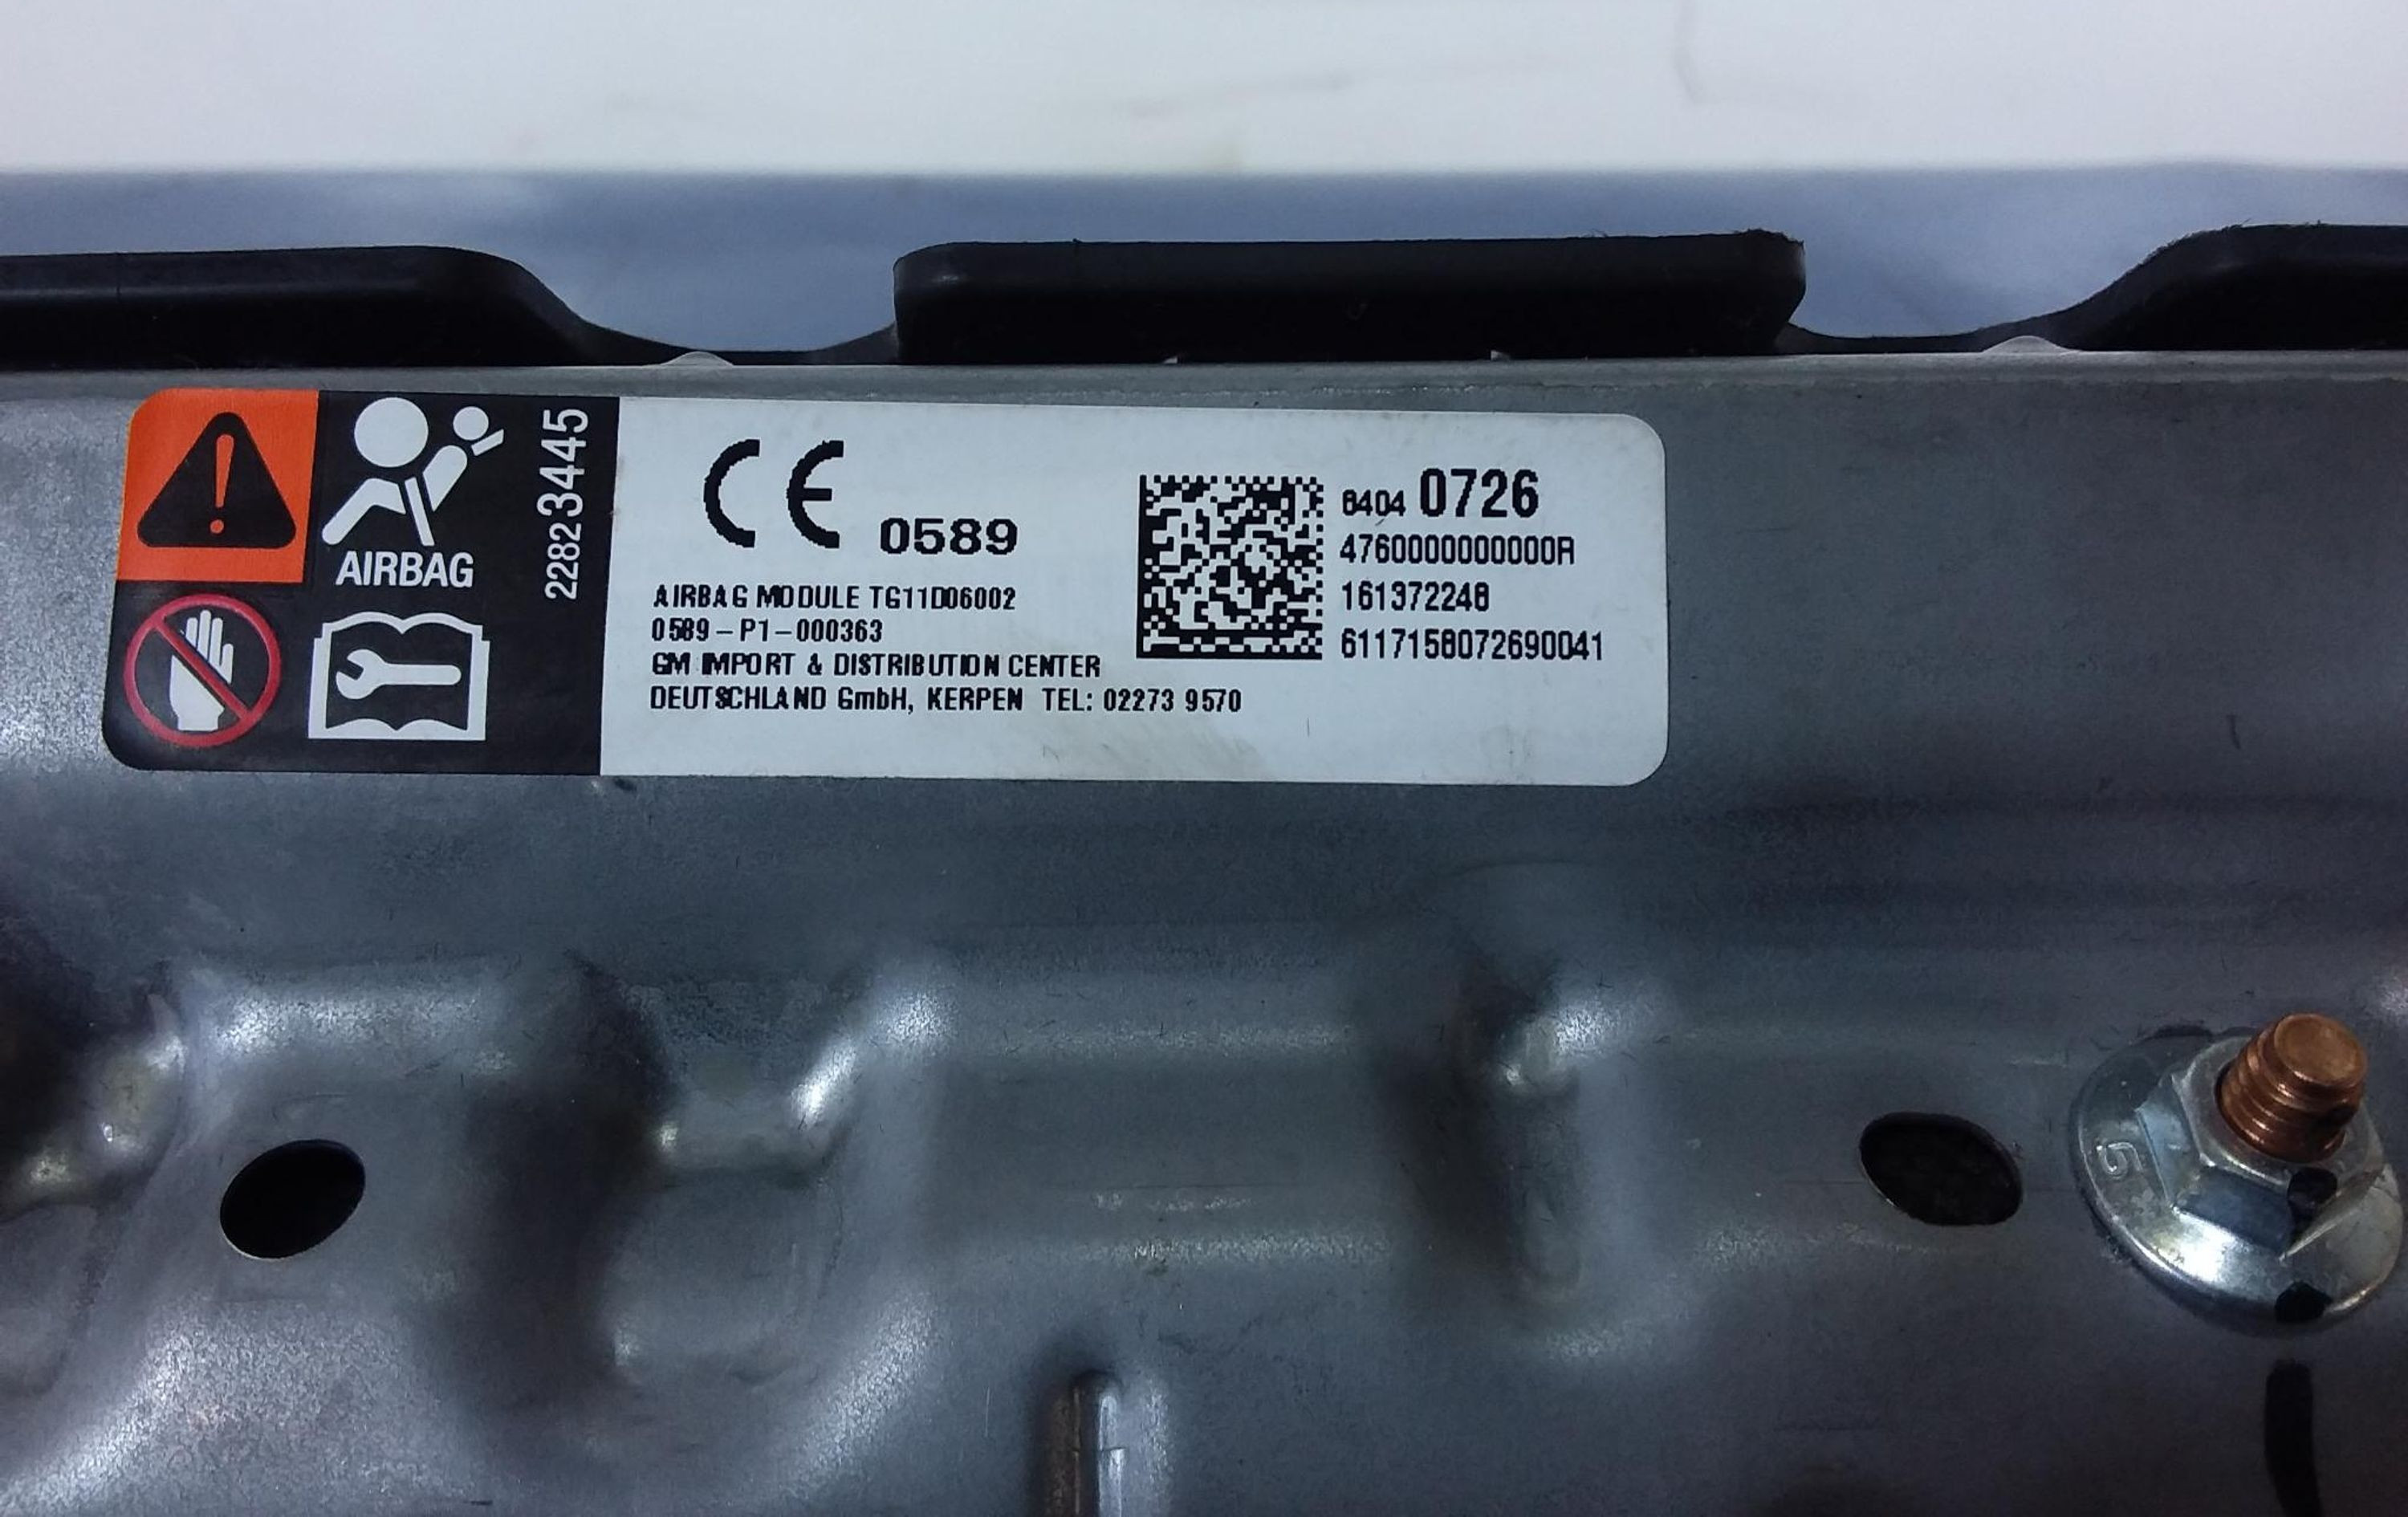 AIRBAG
22823445
CE 0589
AIRBAG MODULE TG11D06002
0589-P1-000363
GM IMPORT & DISTRIBUTION CENTER
DEUTSCHLAND GmbH, KERPEN TEL: 02273 9570
8404 0726
4760000000000R
161372248
6117158072690041